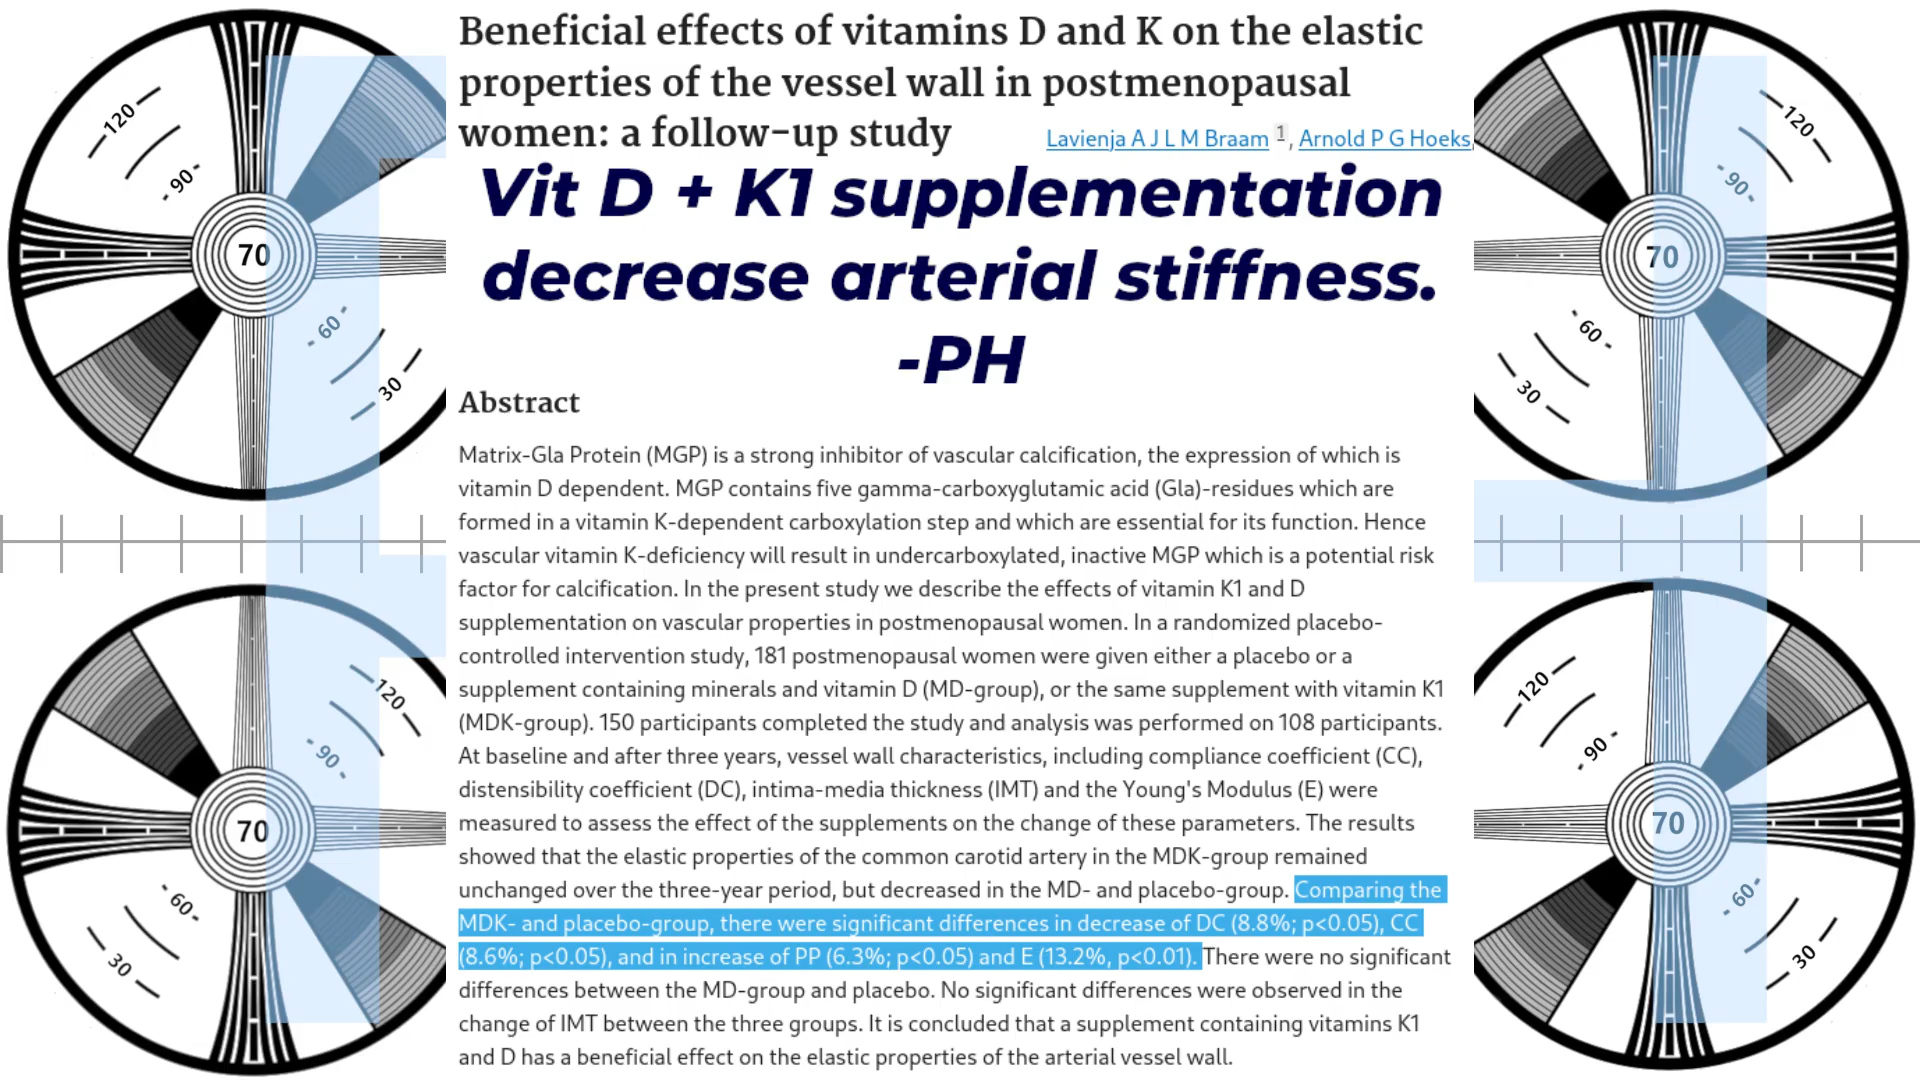 Beneficial effects of vitamins D and K on the elastic
properties of the vessel wall in postmenopausal
women: a follow-up study
Lavienja A J L M Braam 1, Arnold P G Hoeks,
Vit D + K1 supplementation
decrease arterial stiffness.
-PH
Abstract
Matrix-Gla Protein (MGP) is a strong inhibitor of vascular calcification, the expression of which is
vitamin D dependent. MGP contains five gamma-carboxyglutamic acid (Gla)-residues which are
formed in a vitamin K-dependent carboxylation step and which are essential for its function. Hence
vascular vitamin K-deficiency will result in undercarboxylated, inactive MGP which is a potential risk
factor for calcification. In the present study we describe the effects of vitamin K1 and D
supplementation on vascular properties in postmenopausal women. In a randomized placebo-
controlled intervention study, 181 postmenopausal women were given either a placebo or a
supplement containing minerals and vitamin D (MD-group), or the same supplement with vitamin K1
(MDK-group). 150 participants completed the study and analysis was performed on 108 participants.
At baseline and after three years, vessel wall characteristics, including compliance coefficient (CC),
distensibility coefficient (DC), intima-media thickness (IMT) and the Young's Modulus (E) were
measured to assess the effect of the supplements on the change of these parameters. The results
showed that the elastic properties of the common carotid artery in the MDK-group remained
unchanged over the three-year period, but decreased in the MD- and placebo-group. Comparing the
MDK- and placebo-group, there were significant differences in decrease of DC (8.8%; p<0.05), CC
(8.6%; p<0.05), and in increase of PP (6.3%; p<0.05) and E (13.2%, p<0.01). There were no significant
differences between the MD-group and placebo. No significant differences were observed in the
change of IMT between the three groups. It is concluded that a supplement containing vitamins K1
and D has a beneficial effect on the elastic properties of the arterial vessel wall.
120
- 90 -
70
- 60 -
30
120
- 90 -
70
- 60 -
30
120
- 90 -
70
- 60 -
30
120
- 90 -
70
- 60 -
30